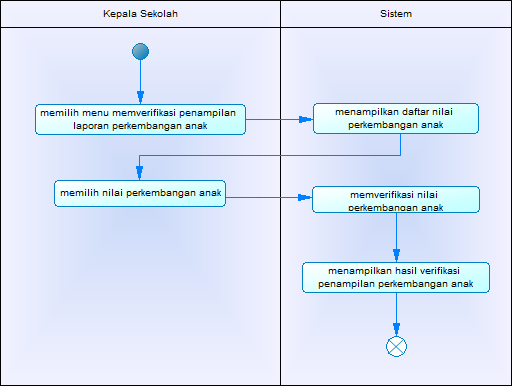 Kepala Sekolah
Sistem
memilih menu memverifikasi penampilan
laporan perkembangan anak
menampilkan daftar nilai
perkembangan anak
memilih nilai perkembangan anak
memverifikasi nilai
perkembangan anak
menampilkan hasil verifikasi
penampilan perkembangan anak